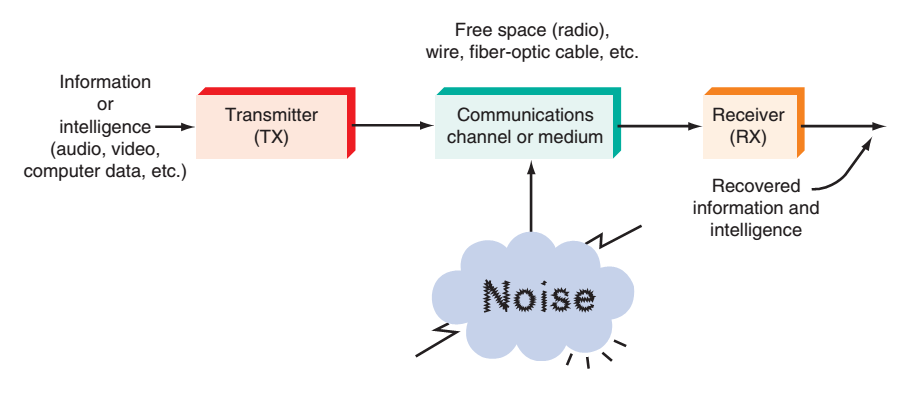 Free space (radio),
wire, fiber-optic cable, etc.
Information
or
intelligence
(audio, video,
computer data, etc.)
Transmitter
(TX)
Communications
channel or medium
Receiver
(RX)
Recovered
information and
intelligence
Noise